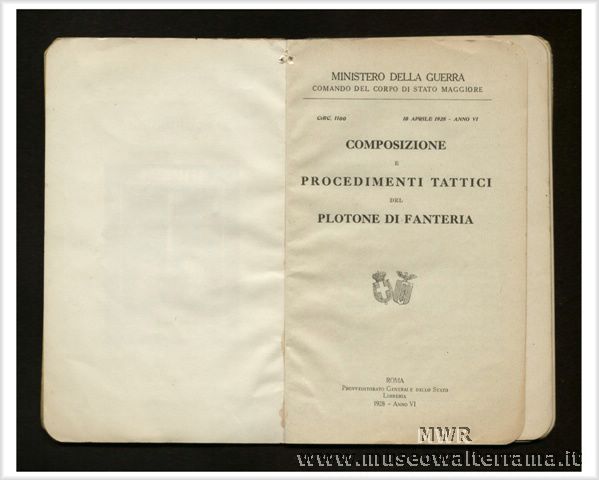 MINISTERO DELLA GUERRA
COMANDO DEL CORPO DI STATO MAGGIORE
CIRC. 1100 18 APRILE 1928 - ANNO VI
COMPOSIZIONE
E
PROCEDIMENTI TATTICI
DEL
PLOTONE DI FANTERIA
ROMA
PROVVEDITORATO GENERALE DELLO STATO
LIBRERIA
1928 - ANNO VI
MWR
www.museowalterrama.it